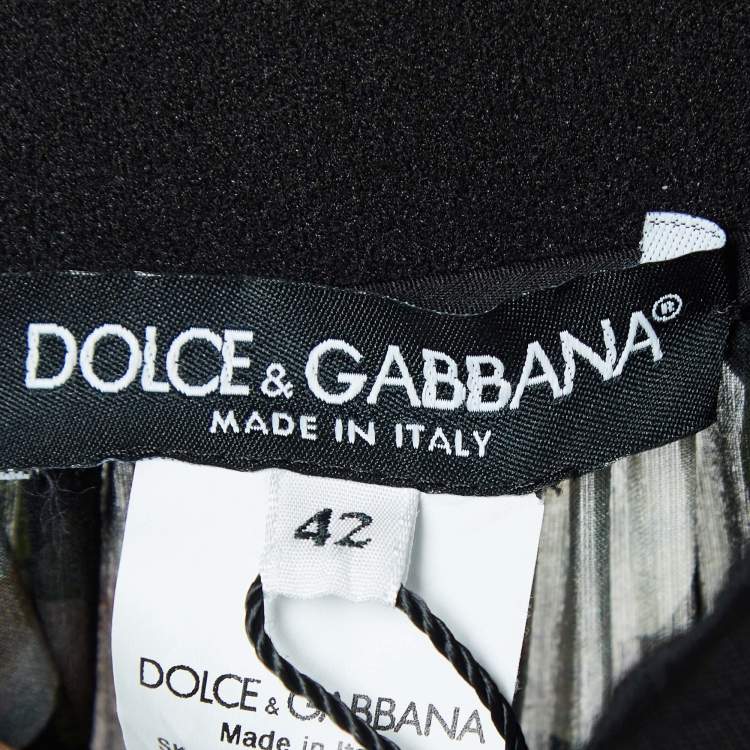 DOLCE & GABBANA®
MADE IN ITALY
42
DOLCE & GABBANA
Made in